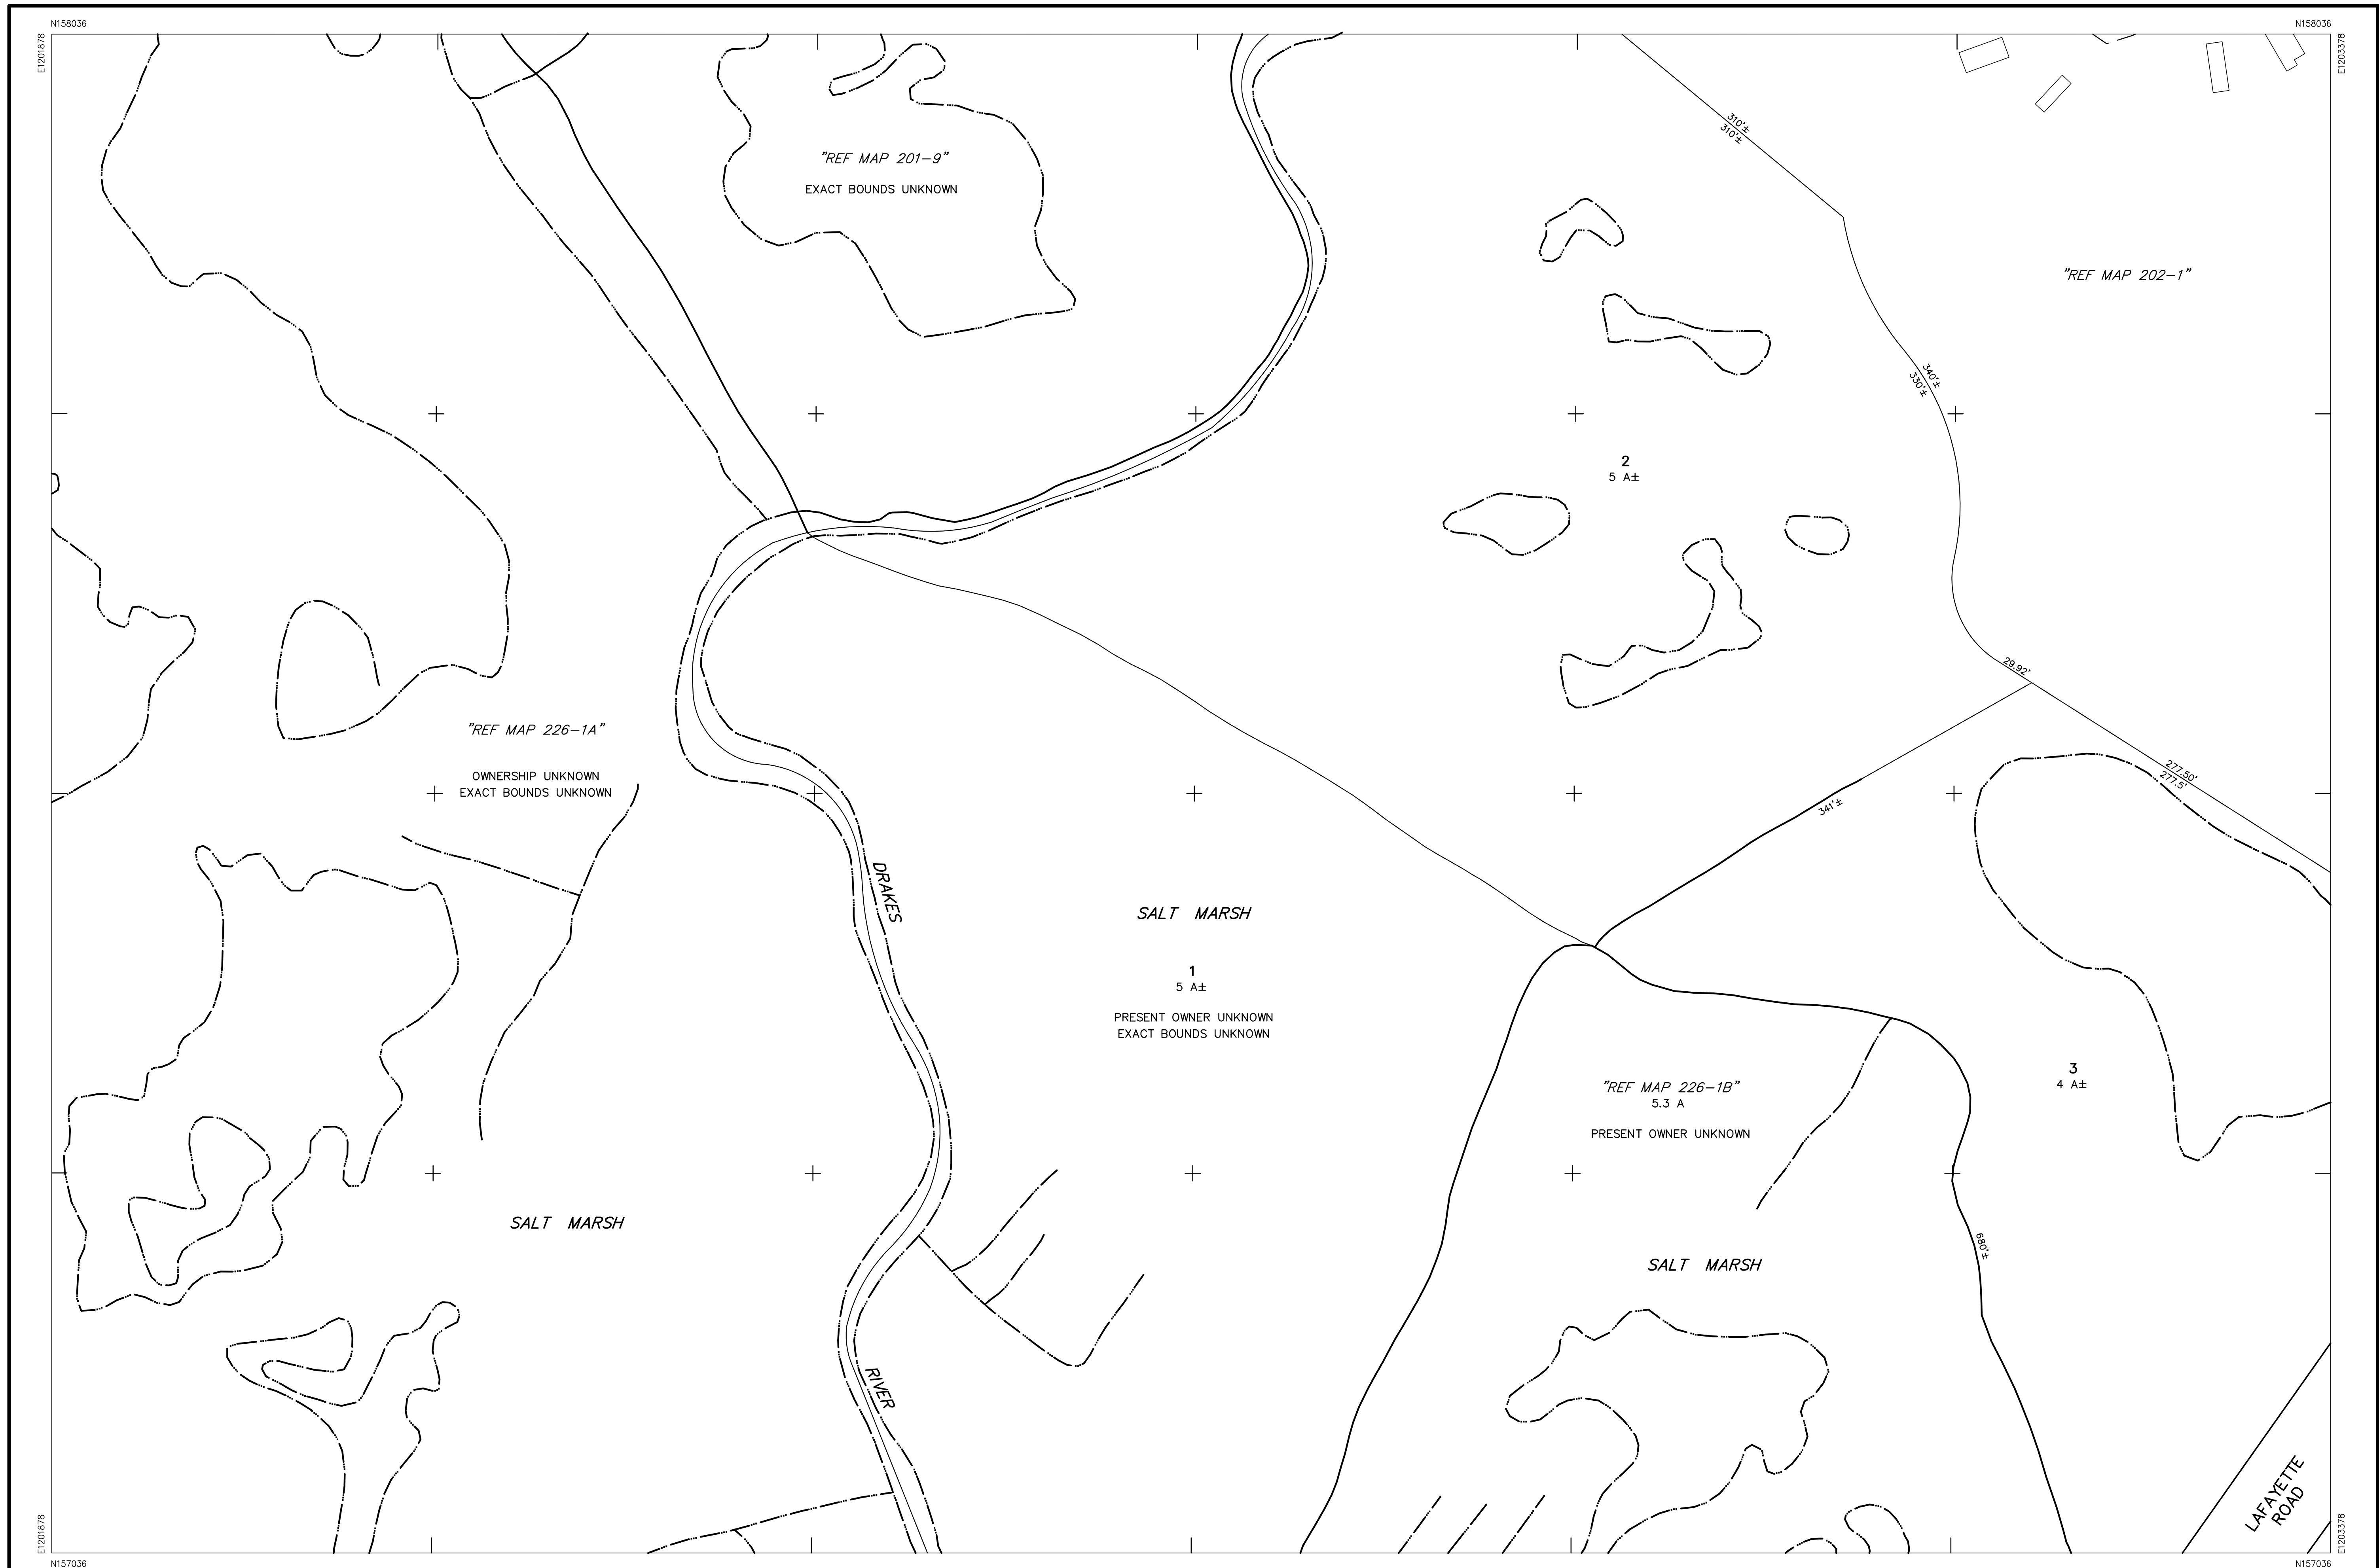 N158036
N158036
E1201878
E1203378
"REF MAP 201-9"
EXACT BOUNDS UNKNOWN
310'±
310'±
"REF MAP 202-1"
340'±
330'±
2
5 A±
29.92'
"REF MAP 226-1A"
OWNERSHIP UNKNOWN
EXACT BOUNDS UNKNOWN
277.50'
277.5'
341'±
DRAKES
SALT MARSH
1
5 A±
PRESENT OWNER UNKNOWN
EXACT BOUNDS UNKNOWN
"REF MAP 226-1B"
5.3 A
PRESENT OWNER UNKNOWN
3
4 A±
SALT MARSH
680'±
SALT MARSH
RIVER
LAFAYETTE
ROAD
E1201878
E1203378
N157036
N157036